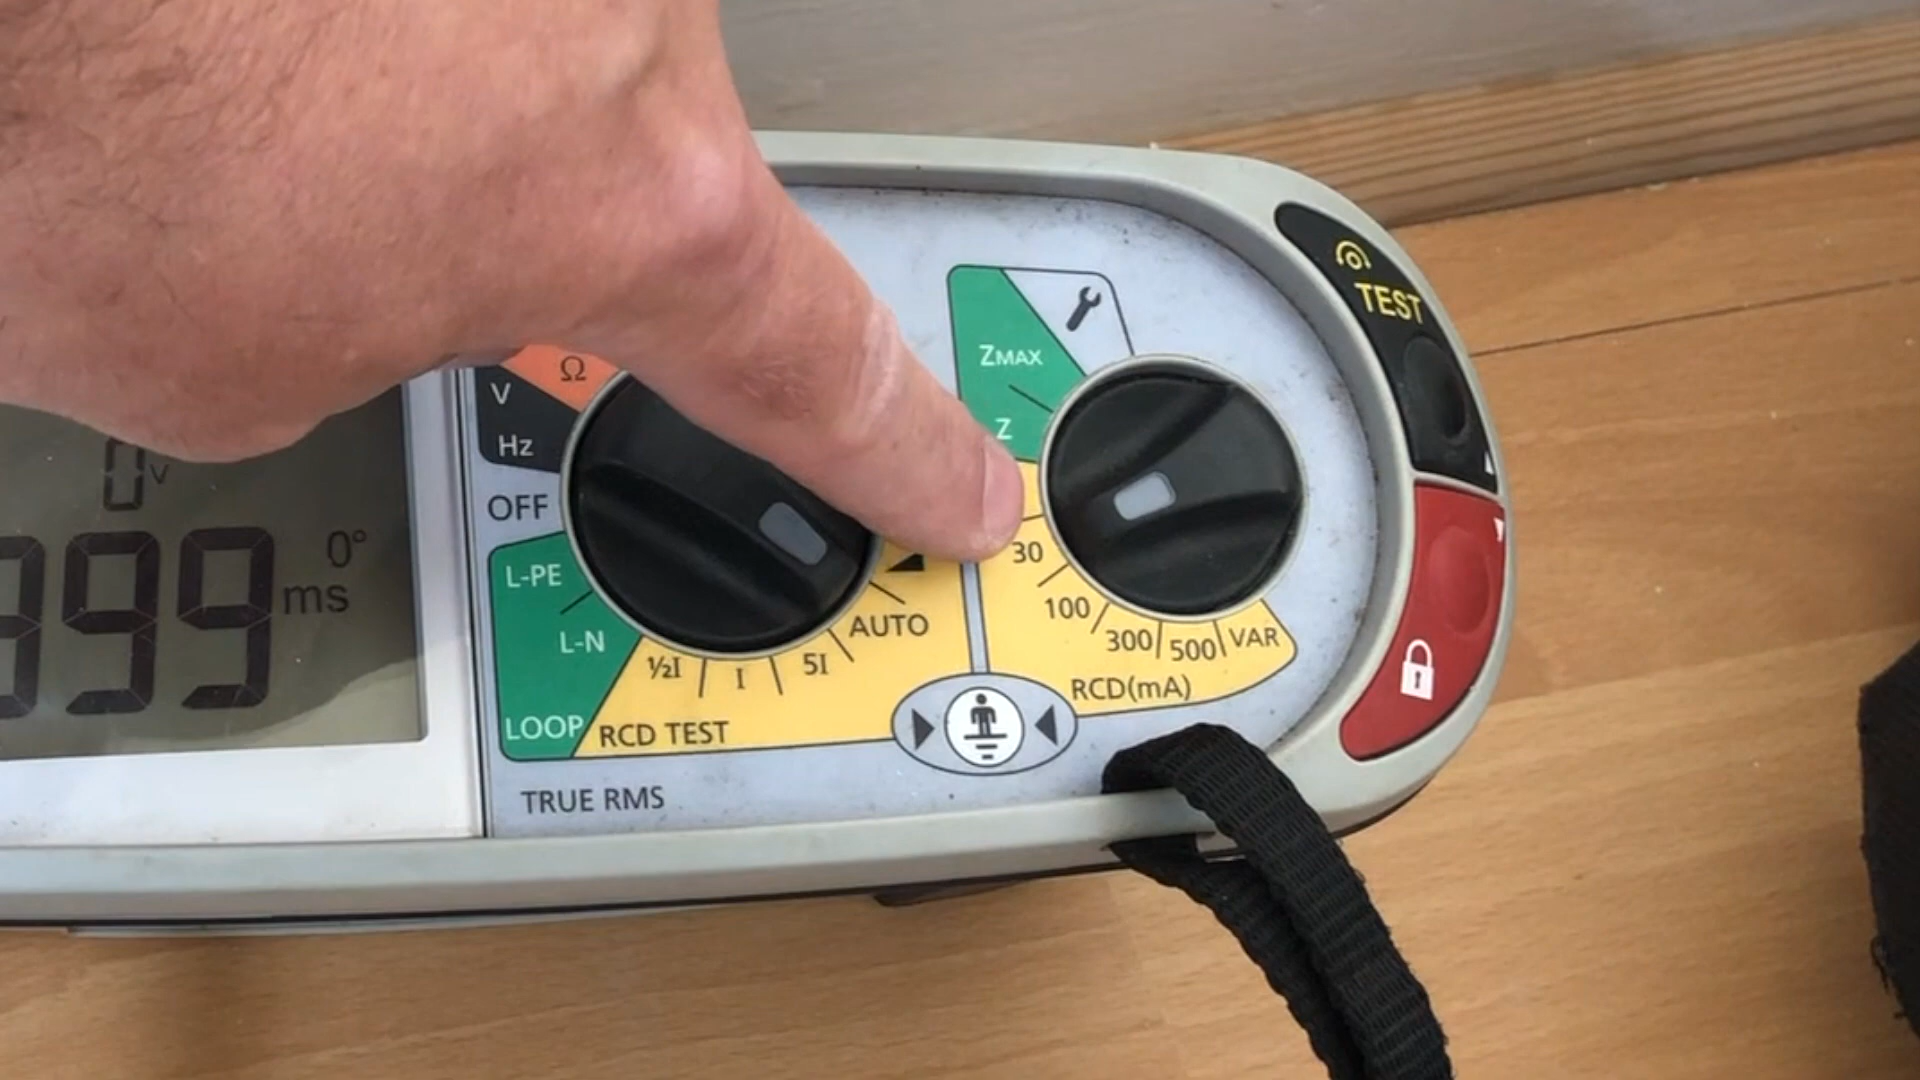 0 V
0°
999 ms
Ω
V
Hz
OFF
L-PE
L-N
LOOP
½I
I
5I
AUTO
RCD TEST
TRUE RMS
ZMAX
Z
30
100
300
500
VAR
RCD(mA)
TEST